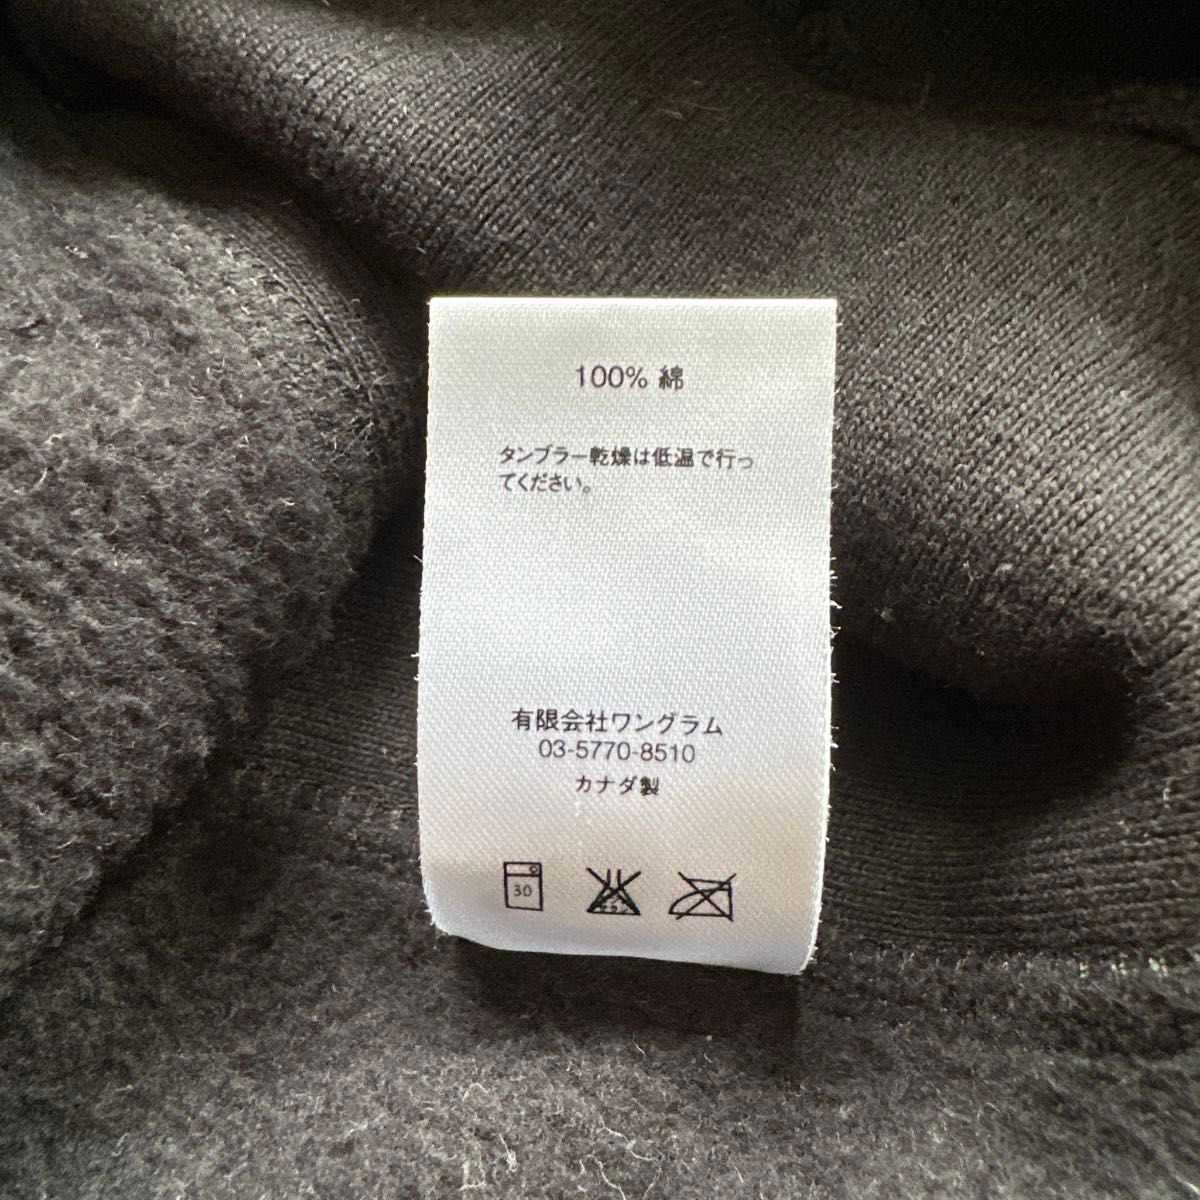 100% 綿
タンブラー乾燥は低温で行っ
てください。
有限会社ワングラム
03-5770-8510
カナダ製
30